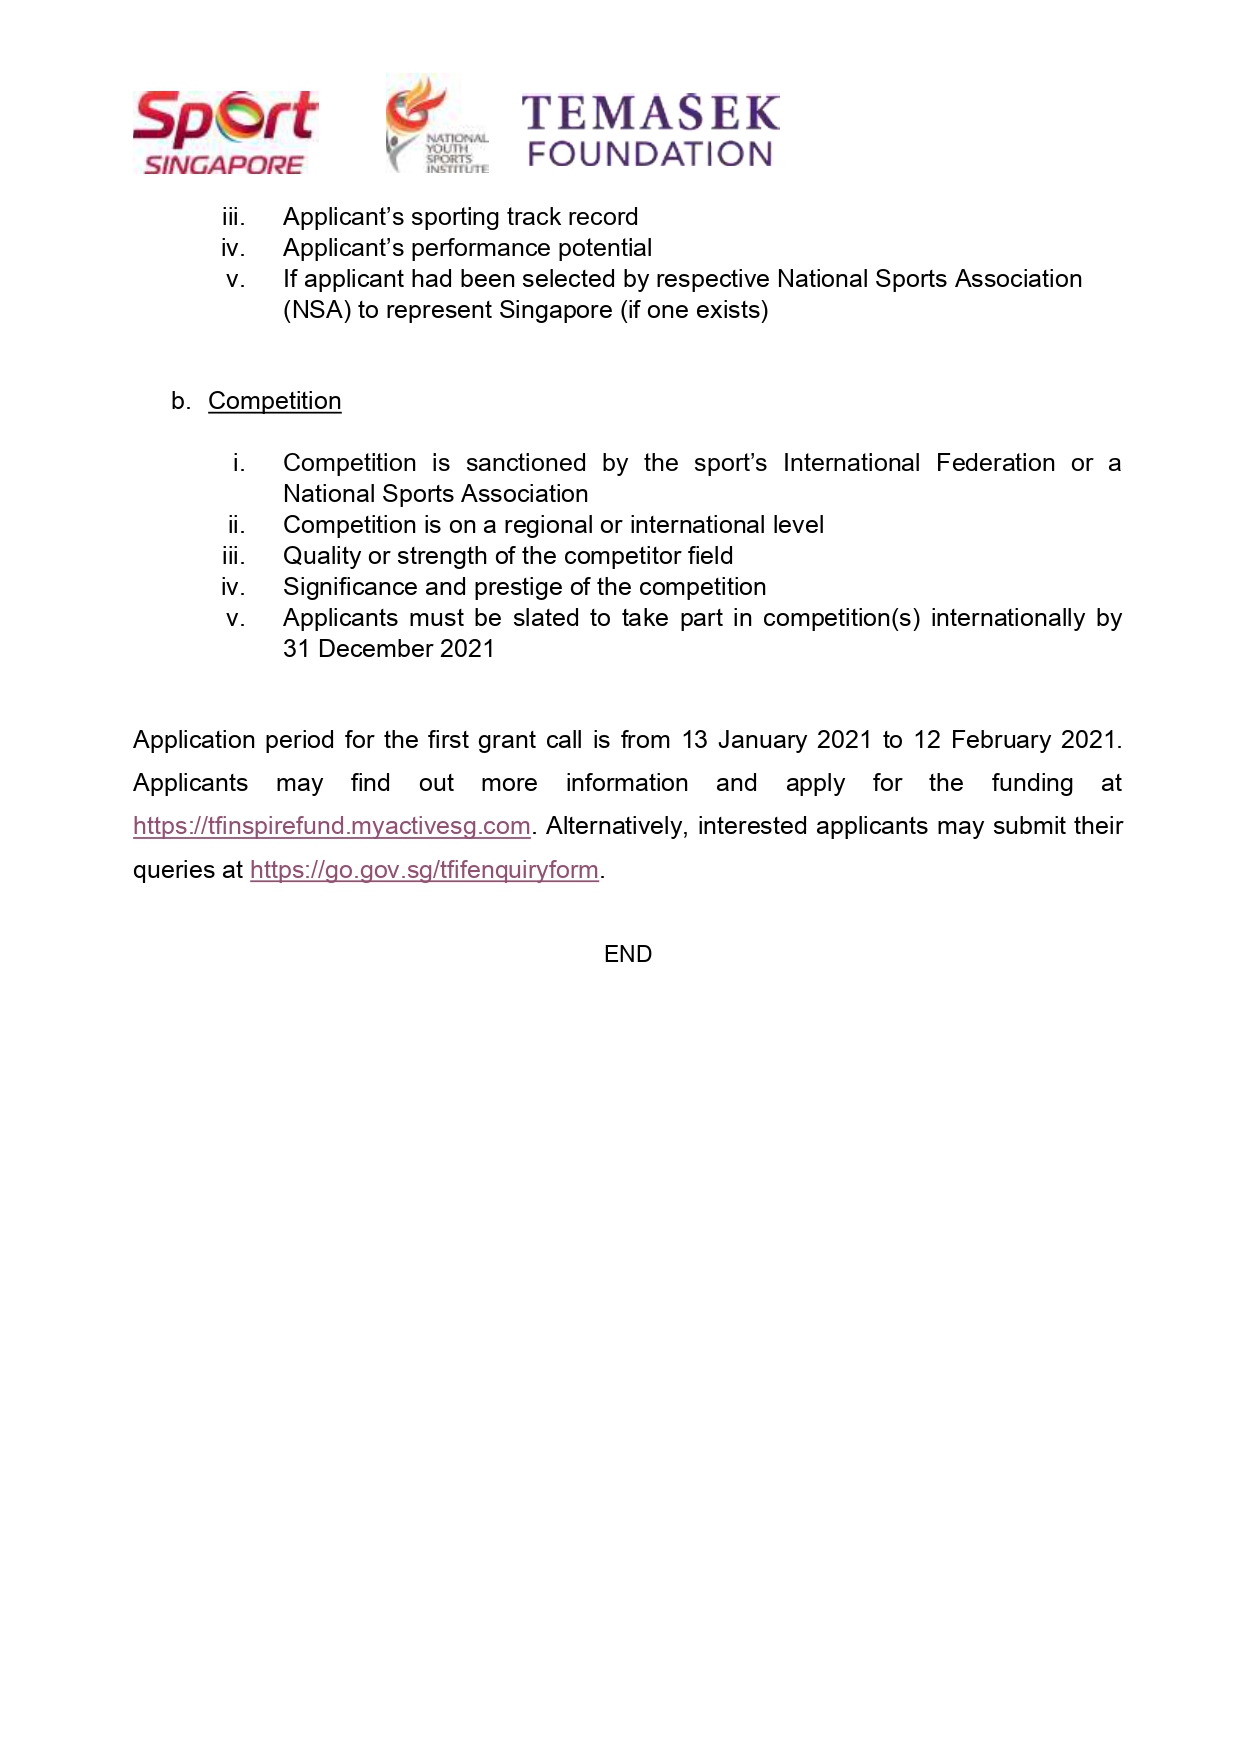 Sport
SINGAPORE
NATIONAL
YOUTH
SPORTS
INSTITUTE
TEMASEK
FOUNDATION
iii. Applicant’s sporting track record
iv. Applicant’s performance potential
v. If applicant had been selected by respective National Sports Association
(NSA) to represent Singapore (if one exists)
b. Competition
i. Competition is sanctioned by the sport’s International Federation or a
National Sports Association
ii. Competition is on a regional or international level
iii. Quality or strength of the competitor field
iv. Significance and prestige of the competition
v. Applicants must be slated to take part in competition(s) internationally by
31 December 2021
Application period for the first grant call is from 13 January 2021 to 12 February 2021.
Applicants may find out more information and apply for the funding at
https://tfinspirefund.myactivesg.com. Alternatively, interested applicants may submit their
queries at https://go.gov.sg/tfifenquiryform.
END